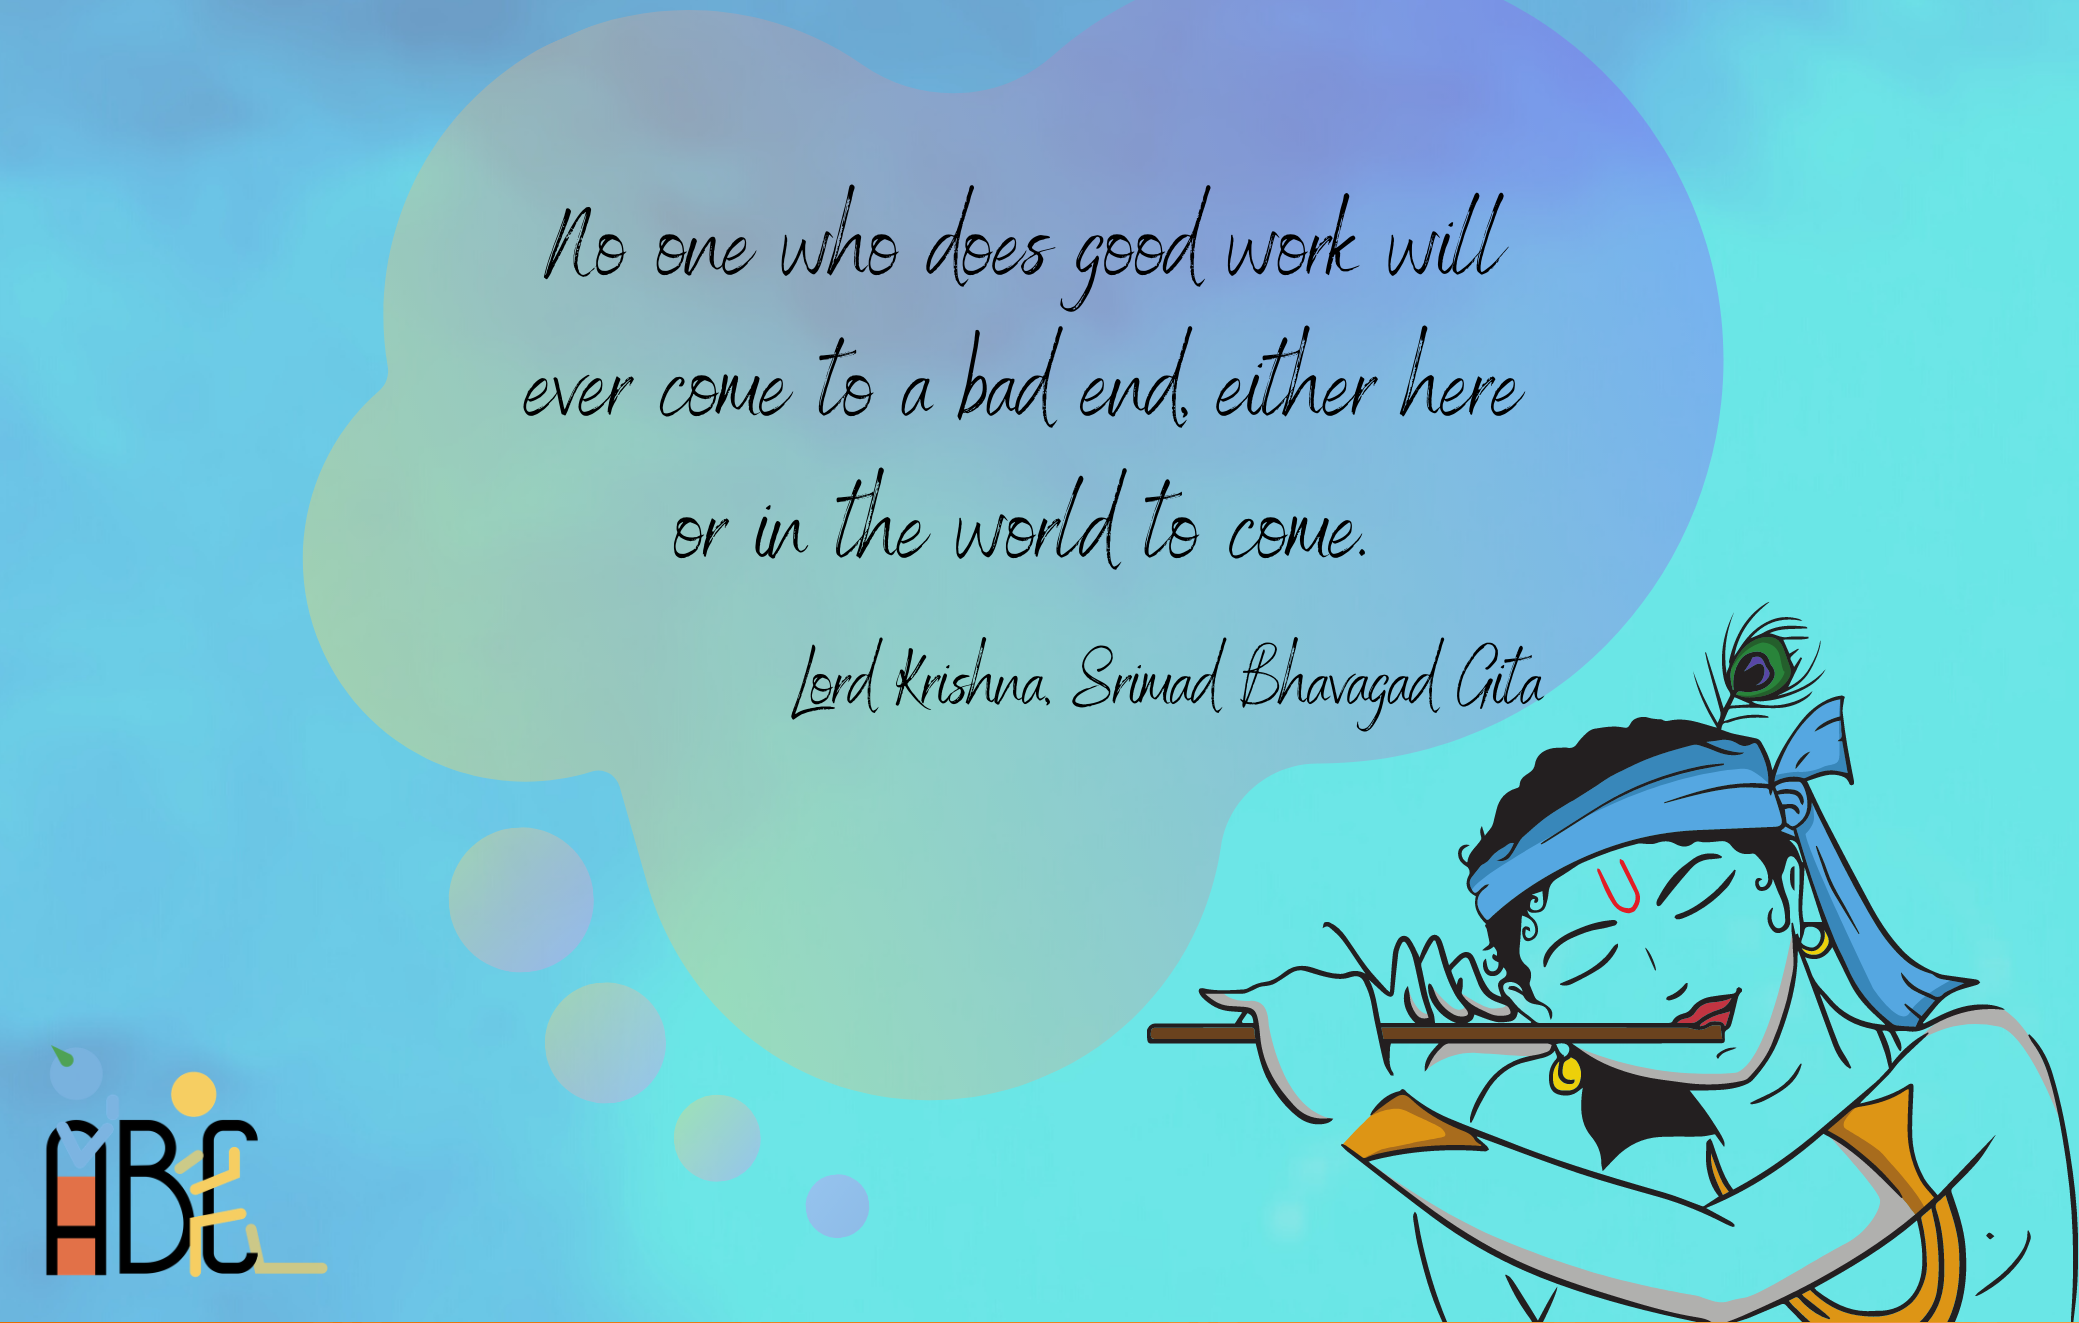 No one who does good work will
ever come to a bad end, either here
or in the world to come.
Lord Krishna, Srimad Bhavagad Gita
ABC